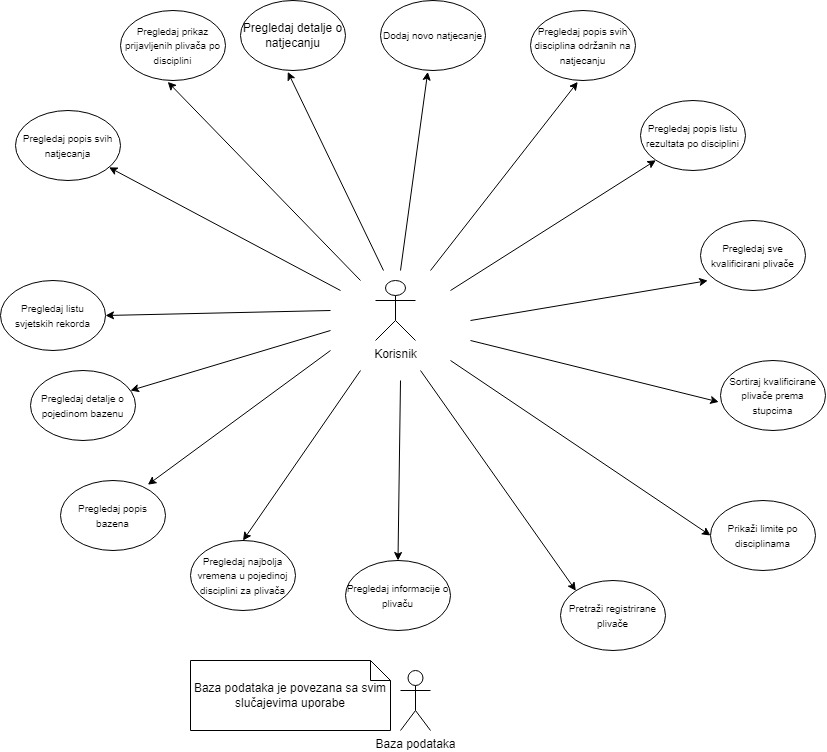 Pregledaj prikaz
prijavljenih plivača po
disciplini
Pregledaj detalje o
natjecanju
Dodaj novo natjecanje
Pregledaj popis svih
disciplina održanih na
natjecanju
Pregledaj popis svih
natjecanja
Pregledaj popis listu
rezultata po disciplini
Pregledaj sve
kvalificirani plivače
Pregledaj listu
svjetskih rekorda
Korisnik
Pregledaj detalje o
pojedinom bazenu
Sortiraj kvalificirane
plivače prema
stupcima
Pregledaj popis
bazena
Prikaži limite po
disciplinama
Pregledaj najbolja
vremena u pojedinoj
disciplini za plivača
Pregledaj informacije o
plivaču
Pretraži registrirane
plivače
Baza podataka je povezana sa svim
slučajevima uporabe
Baza podataka